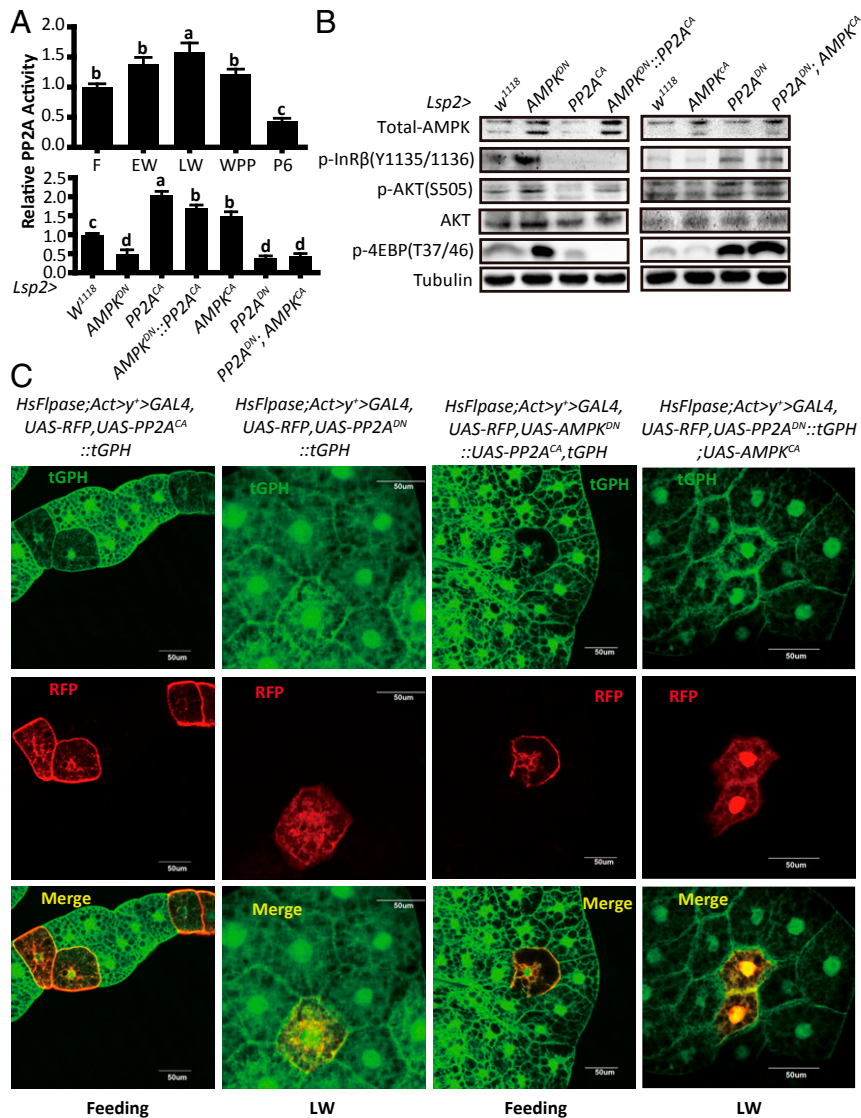 A
Relative PP2A Activity
2.0
1.5
1.0
0.5
0.0
b
b
a
b
c
F EW LW WPP P6
2.5
2.0
1.5
1.0
0.5
0.0
c
d
a
b
b
d
d
Lsp2>
W1118
AMPKDN
PP2ACA
AMPKDN::PP2ACA
AMPKCA
PP2ADN
PP2ADN; AMPKCA
B
Lsp2>
w1118
AMPKDN
PP2ACA
AMPKDN::PP2ACA
w1118
AMPKCA
PP2ADN
PP2ADN; AMPKCA
Total-AMPK
p-InRβ(Y1135/1136)
p-AKT(S505)
AKT
p-4EBP(T37/46)
Tubulin
C
HsFlpase;Act>y+>GAL4,
UAS-RFP,UAS-PP2ACA
::tGPH
HsFlpase;Act>y+>GAL4,
UAS-RFP,UAS-PP2ADN
::tGPH
HsFlpase;Act>y+>GAL4,
UAS-RFP,UAS-AMPKDN
::UAS-PP2ACA,tGPH
HsFlpase;Act>y+>GAL4,
UAS-RFP,UAS-PP2ADN::tGPH
;UAS-AMPKCA
tGPH
50um
tGPH
50um
tGPH
50um
tGPH
50um
RFP
50um
RFP
50um
RFP
50um
RFP
50um
Merge
50um
Merge
50um
Merge
50um
Merge
50um
Feeding
LW
Feeding
LW